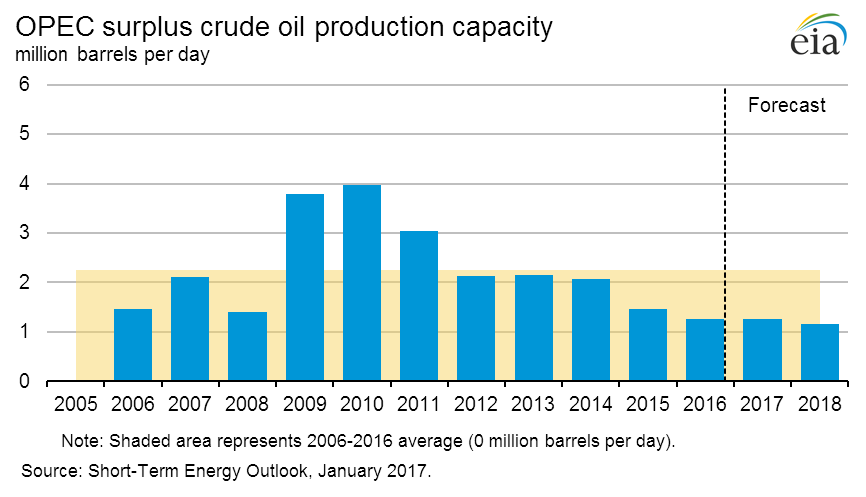 OPEC surplus crude oil production capacity
million barrels per day
eia
6
5
4
3
2
1
0
Forecast
2005 2006 2007 2008 2009 2010 2011 2012 2013 2014 2015 2016 2017 2018
Note: Shaded area represents 2006-2016 average (0 million barrels per day).
Source: Short-Term Energy Outlook, January 2017.